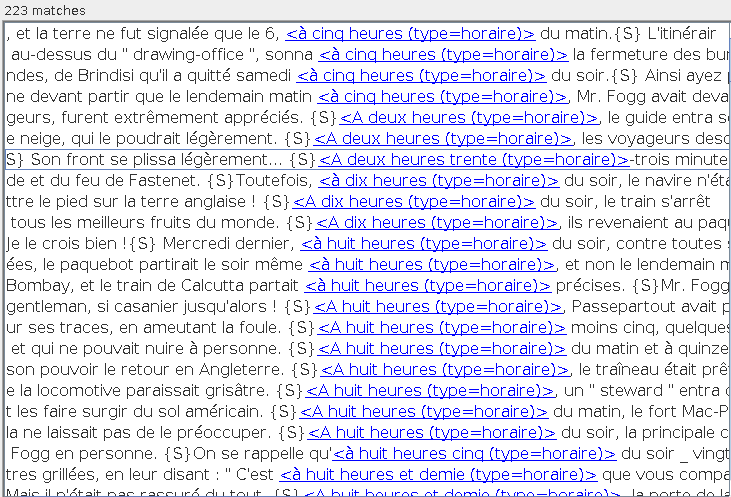 223 matches
, et la terre ne fut signalée que le 6, <à cinq heures (type=horaire)> du matin.{S} L'itinérair
au-dessus du " drawing-office ", sonna <à cinq heures (type=horaire)> la fermeture des bur
ndes, de Brindisi qu'il a quitté samedi <à cinq heures (type=horaire)> du soir.{S} Ainsi ayez
ne devant partir que le lendemain matin <à cinq heures (type=horaire)>, Mr. Fogg avait deva
geurs, furent extrêmement appréciés. {S}<A deux heures (type=horaire)>, le guide entra s
e neige, qui le poudrait légèrement. {S}<A deux heures (type=horaire)>, les voyageurs desc
S} Son front se plissa légèrement... {S}<A deux heures trente (type=horaire)>-trois minute
de et du feu de Fastenet. {S}Toutefois, <à dix heures (type=horaire)> du soir, le navire n'éta
ttre le pied sur la terre anglaise ! {S}<A dix heures (type=horaire)> du soir, le train s'arrêt
tous les meilleurs fruits du monde. {S}<A dix heures (type=horaire)>, ils revenaient au paqu
Je le crois bien !{S} Mercredi dernier, <à huit heures (type=horaire)> du soir, contre toutes
ées, le paquebot partirait le soir même <à huit heures (type=horaire)>, et non le lendemain m
Bombay, et le train de Calcutta partait <à huit heures (type=horaire)> précises. {S}Mr. Fogg
gentleman, si casanier jusqu'alors ! {S}<A huit heures (type=horaire)>, Passepartout avait p
ur ses traces, en ameutant la foule. {S}<A huit heures (type=horaire)> moins cinq, quelques
et qui ne pouvait nuire à personne. {S}<A huit heures (type=horaire)> du matin et à quinze
son pouvoir le retour en Angleterre. {S}<A huit heures (type=horaire)>, le traîneau était prê
e la locomotive paraissait grisâtre. {S}<A huit heures (type=horaire)>, un " steward " entra
t les faire surgir du sol américain. {S}<A huit heures (type=horaire)> du matin, le fort Mac-P
la ne laissait pas de le préoccuper. {S}<A huit heures (type=horaire)> du soir, la principale c
Fogg en personne. {S}On se rappelle qu'<à huit heures cinq (type=horaire)> du soir _ vingt
tres grillées, en leur disant : " C'est <à huit heures et demie (type=horaire)> que vous compa
Mais il n'était pas rassuré du tout. {S}<A huit heures et demie (type=horaire)>, la porte de la